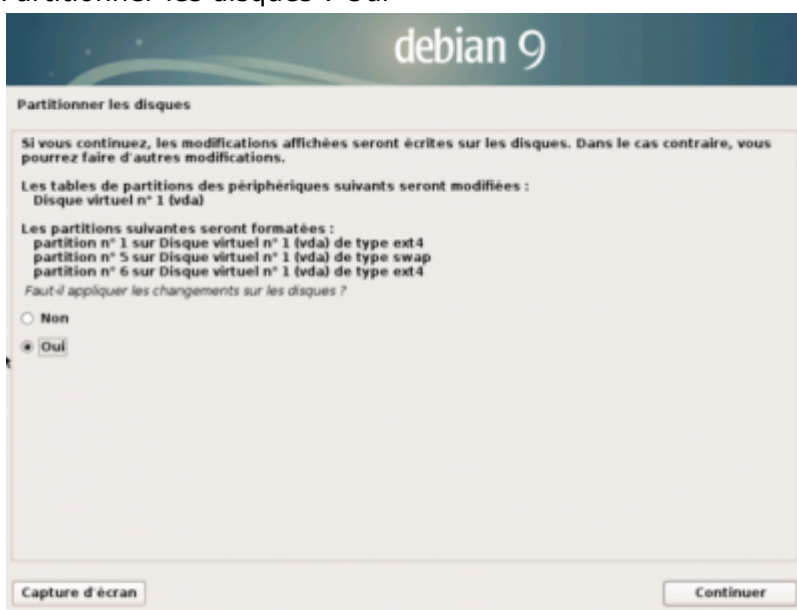 Partitionner les disques : Oui
debian 9
Partitionner les disques
Si vous continuez, les modifications affichées seront écrites sur les disques. Dans le cas contraire, vous
pourrez faire d'autres modifications.
Les tables de partitions des périphériques suivants seront modifiées :
Disque virtuel n° 1 (vda)
Les partitions suivantes seront formatées :
partition n° 1 sur Disque virtuel n° 1 (vda) de type ext4
partition n° 5 sur Disque virtuel n° 1 (vda) de type swap
partition n° 6 sur Disque virtuel n° 1 (vda) de type ext4
Faut-il appliquer les changements sur les disques ?
Non
Oui
Capture d'écran
Continuer